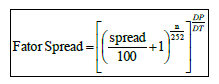 Fator Spread = [ ( spread/100 + 1 )^(n/252) ]^(DP/DT)